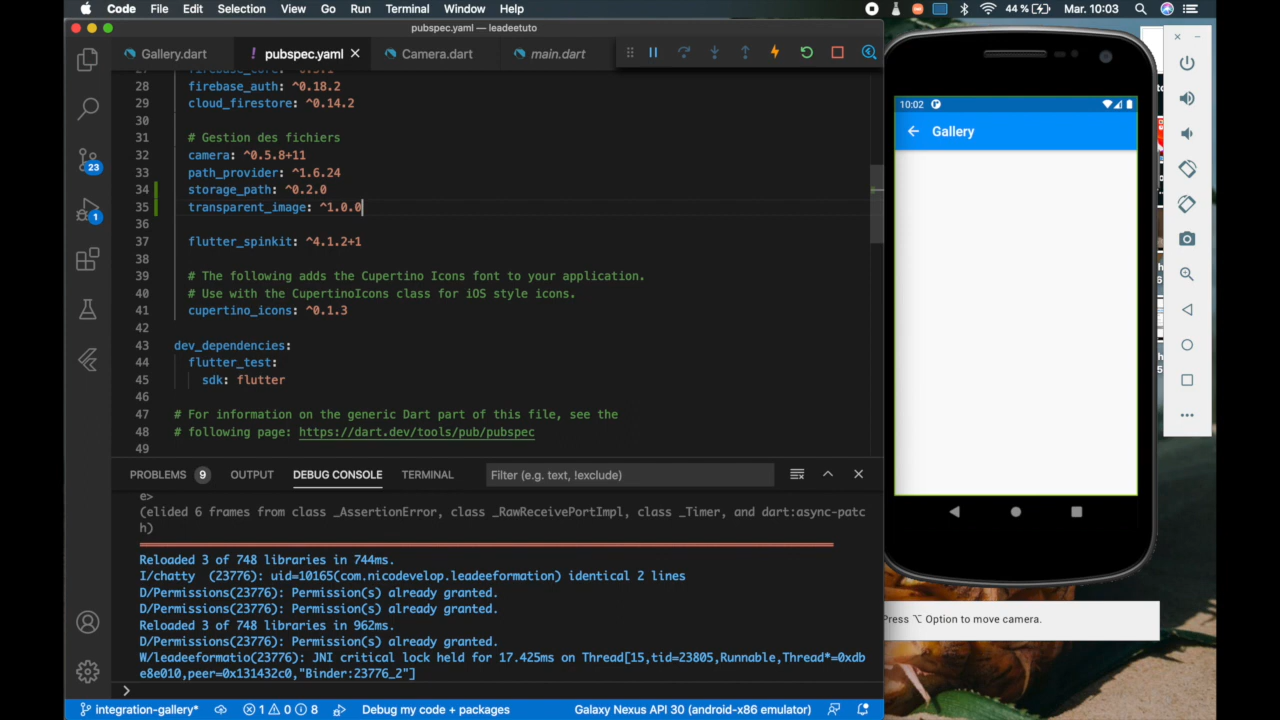 Code File Edit Selection View Go Run Terminal Window Help
44 % Mar. 10:03
pubspec.yaml — leadeetuto
Gallery.dart
! pubspec.yaml
Camera.dart
main.dart
28 firebase_auth: ^0.18.2
29 cloud_firestore: ^0.14.2
30
31 # Gestion des fichiers
32 camera: ^0.5.8+11
33 path_provider: ^1.6.24
34 storage_path: ^0.2.0
35 transparent_image: ^1.0.0
36
37 flutter_spinkit: ^4.1.2+1
38
39 # The following adds the Cupertino Icons font to your application.
40 # Use with the CupertinoIcons class for iOS style icons.
41 cupertino_icons: ^0.1.3
42
43 dev_dependencies:
44 flutter_test:
45 sdk: flutter
46
47 # For information on the generic Dart part of this file, see the
48 # following page: https://dart.dev/tools/pub/pubspec
49
23
1
PROBLEMS 9 OUTPUT DEBUG CONSOLE TERMINAL Filter (e.g. text, !exclude)
e>
(elided 6 frames from class _AssertionError, class _RawReceivePortImpl, class _Timer, and dart:async-patc
h)
Reloaded 3 of 748 libraries in 744ms.
I/chatty (23776): uid=10165(com.nicodevelop.leadeeformation) identical 2 lines
D/Permissions(23776): Permission(s) already granted.
D/Permissions(23776): Permission(s) already granted.
Reloaded 3 of 748 libraries in 962ms.
D/Permissions(23776): Permission(s) already granted.
W/leadeeformatio(23776): JNI critical lock held for 17.425ms on Thread[15,tid=23805,Runnable,Thread*=0xdb
e8e010,peer=0x131432c0,"Binder:23776_2"]
integration-gallery* 1 0 8 Debug my code + packages Galaxy Nexus API 30 (android-x86 emulator)
10:02
Gallery
Press ⌥ Option to move camera.